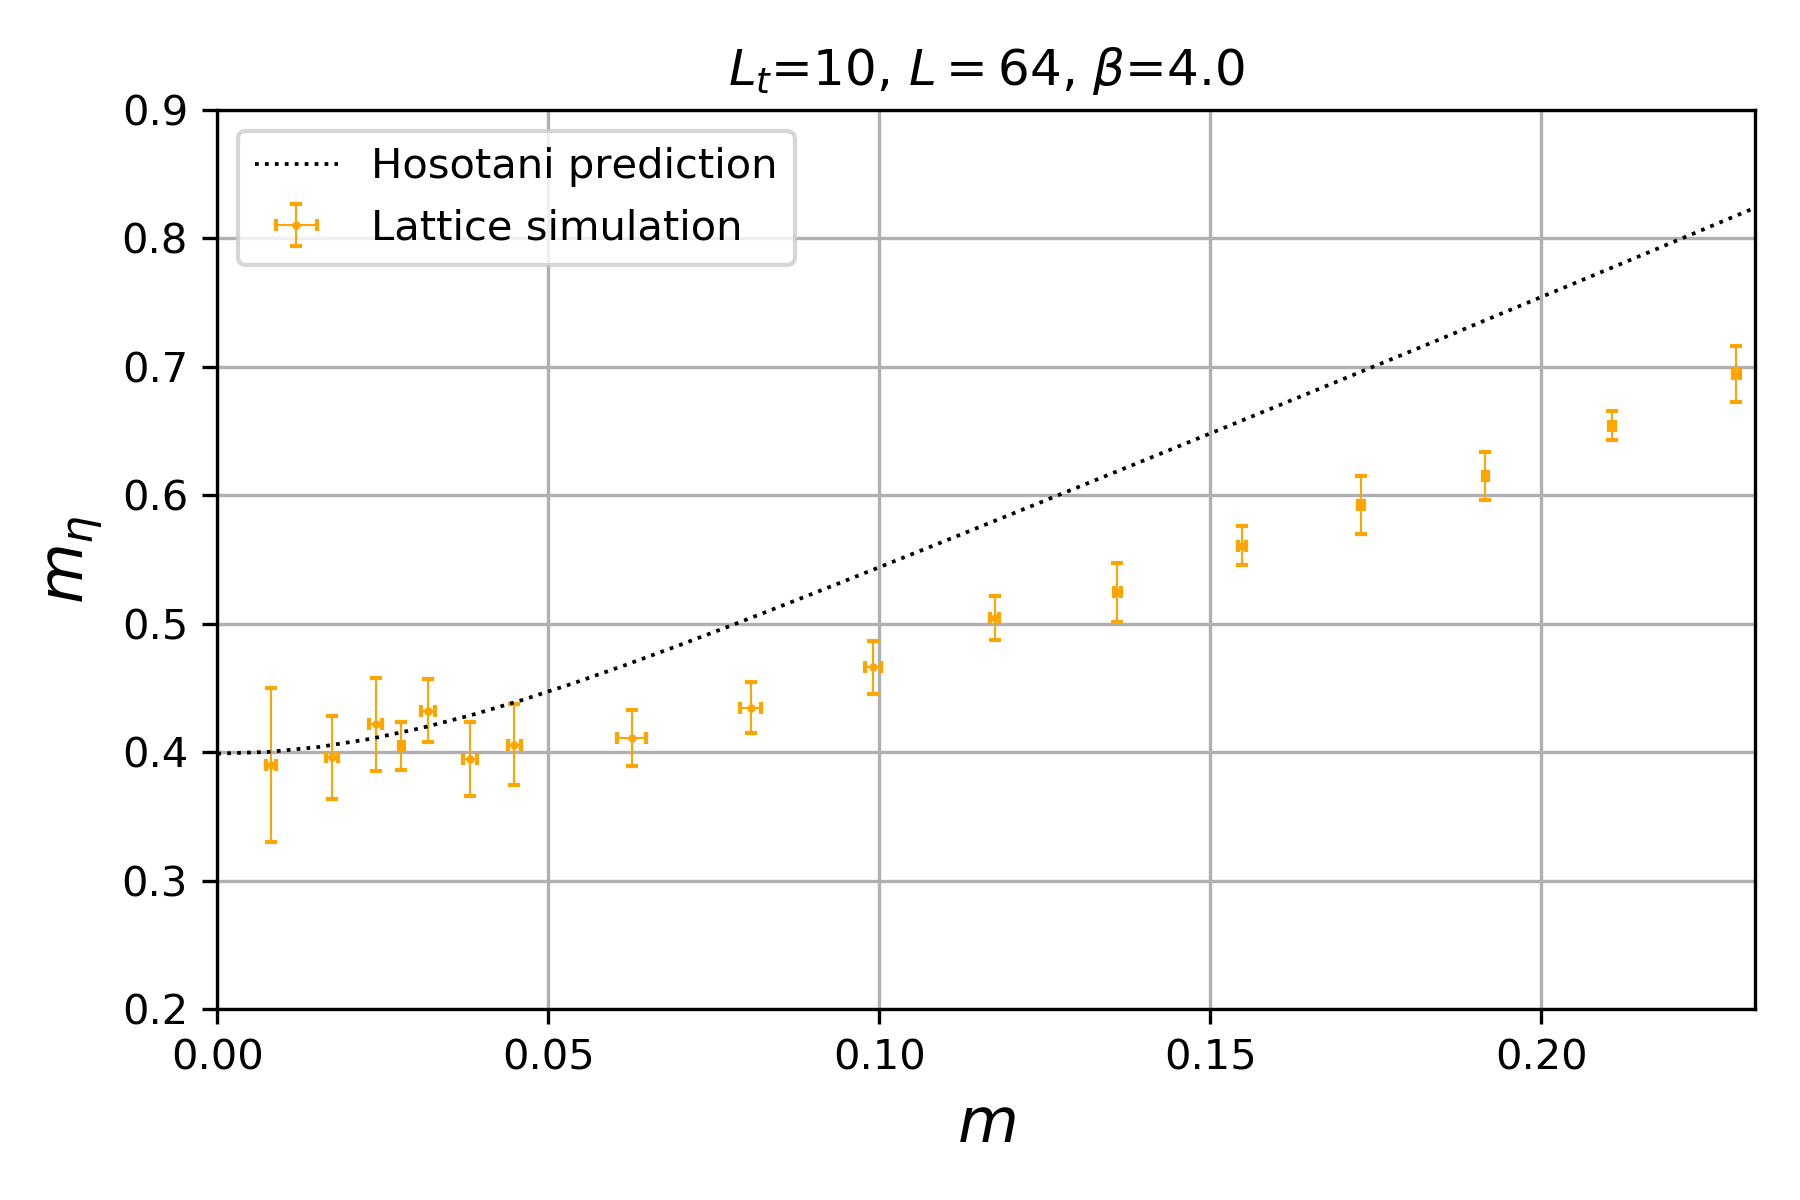 L_t=10, L = 64, β=4.0
0.9
0.8
0.7
0.6
0.5
0.4
0.3
0.2
m_η
Hosotani prediction
Lattice simulation
0.00 0.05 0.10 0.15 0.20
m